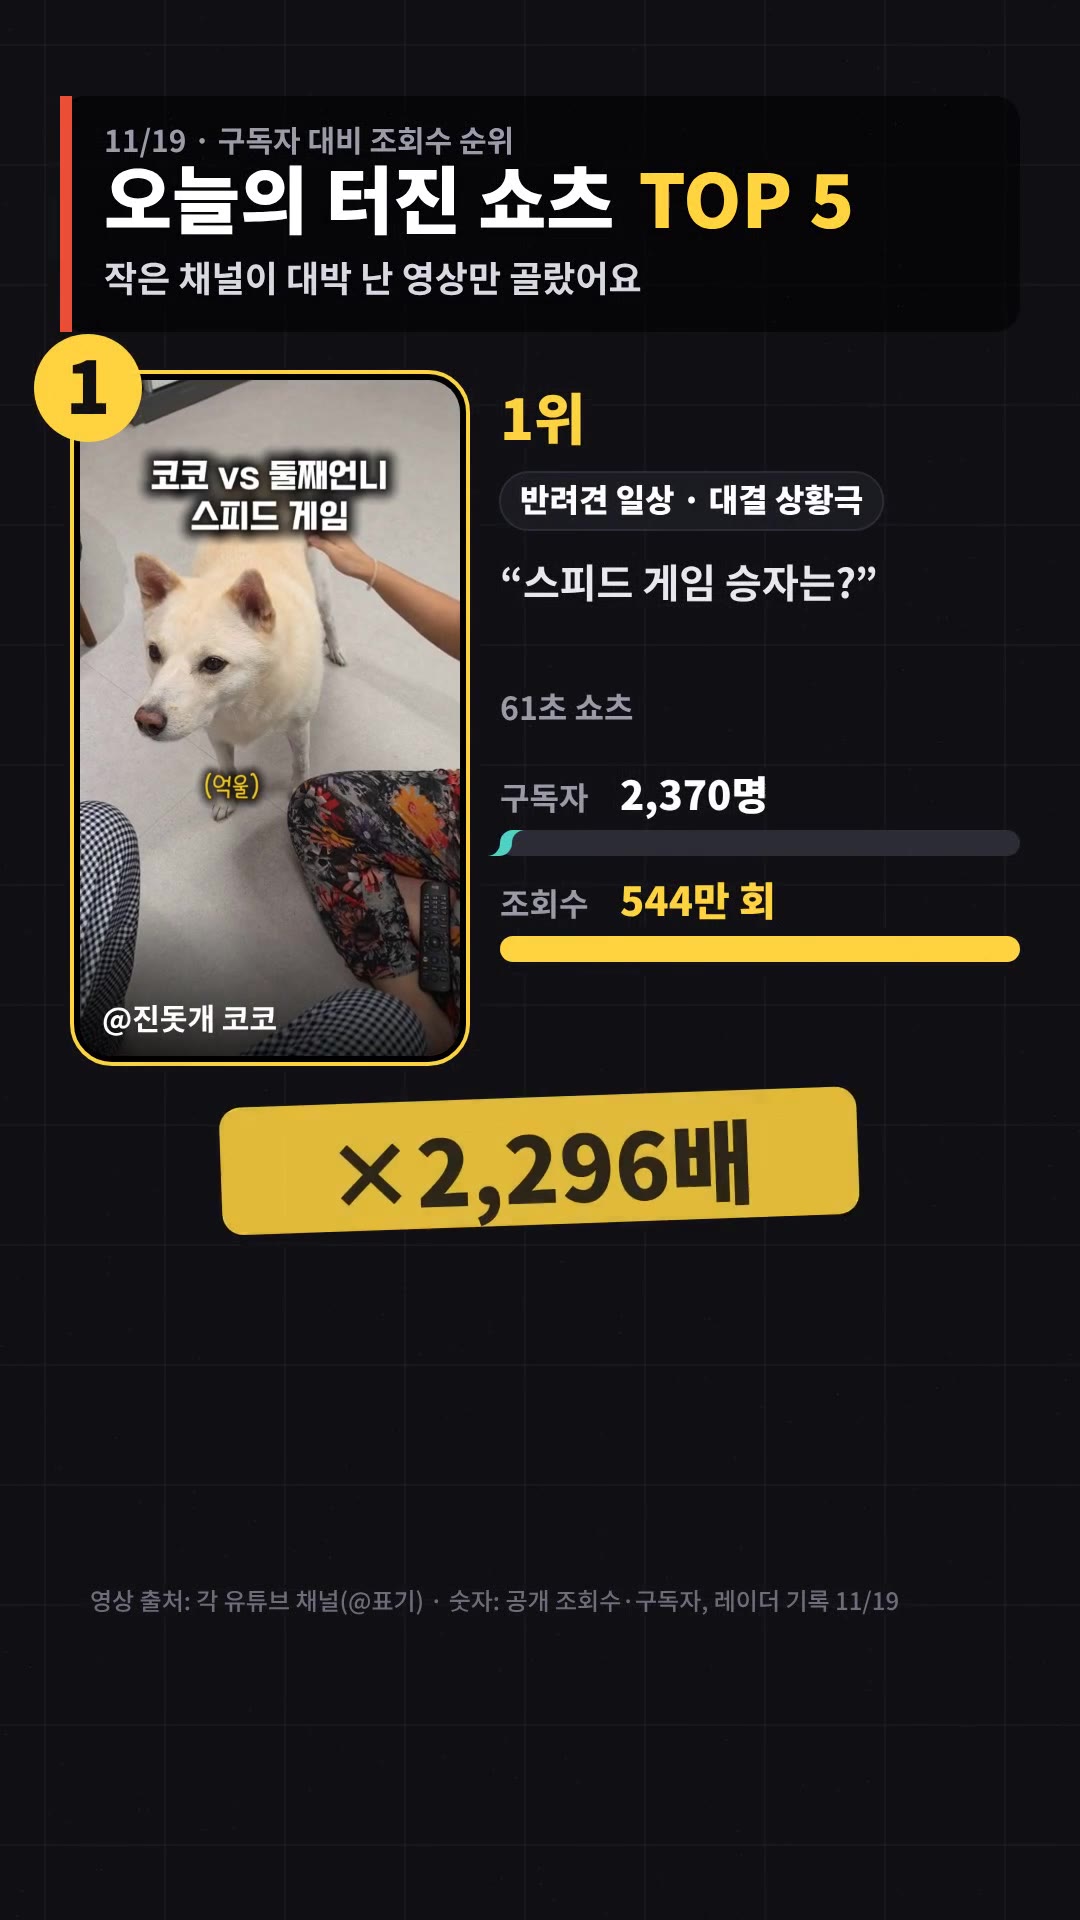 11/19 · 구독자 대비 조회수 순위
오늘의 터진 쇼츠 TOP 5
작은 채널이 대박 난 영상만 골랐어요
1
코코 vs 둘째언니
스피드 게임
(억울)
@진돗개 코코
1위
반려견 일상 · 대결 상황극
“스피드 게임 승자는?”
61초 쇼츠
구독자 2,370명
조회수 544만 회
×2,296배
영상 출처: 각 유튜브 채널(@표기) · 숫자: 공개 조회수·구독자, 레이더 기록 11/19